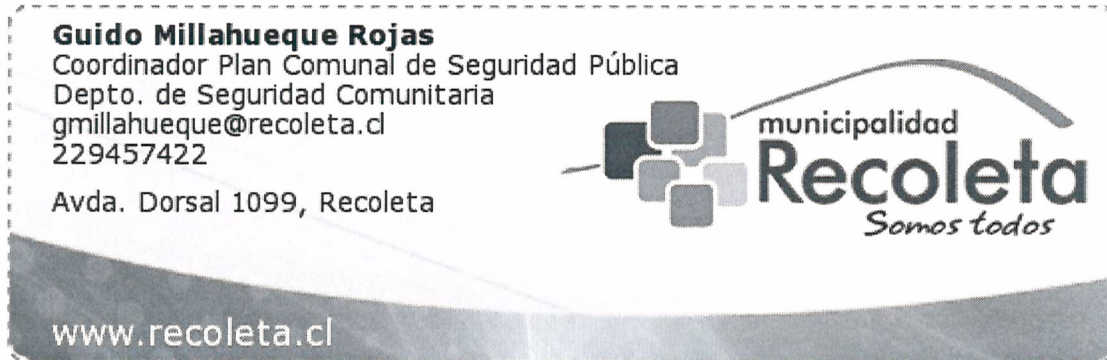 Guido Millahueque Rojas
Coordinador Plan Comunal de Seguridad Pública
Depto. de Seguridad Comunitaria
gmillahueque@recoleta.cl
229457422
Avda. Dorsal 1099, Recoleta
municipalidad
Recoleta
Somos todos
www.recoleta.cl